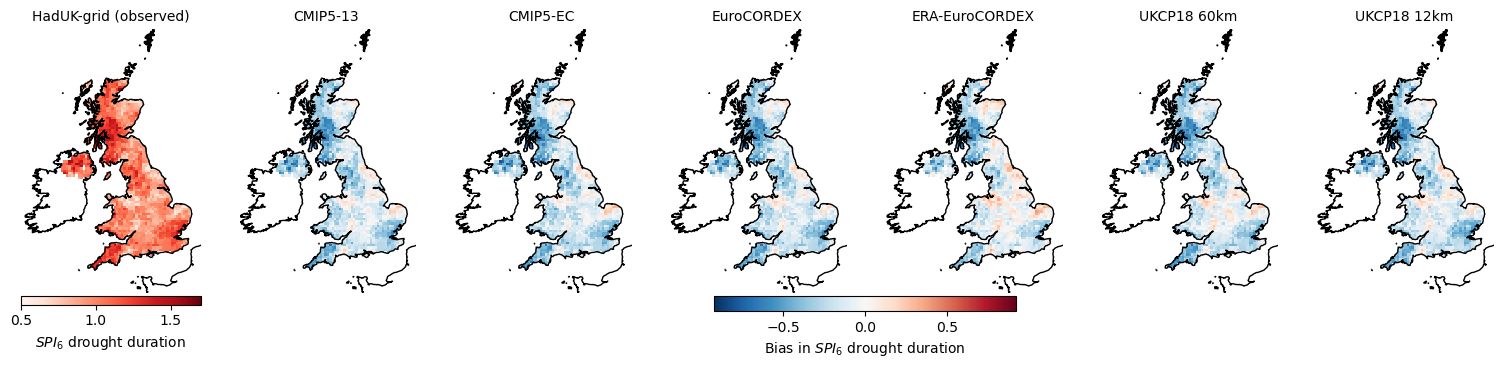 HadUK-grid (observed) CMIP5-13 CMIP5-EC EuroCORDEX ERA-EuroCORDEX UKCP18 60km UKCP18 12km
0.5 1.0 1.5
SPI₆ drought duration
−0.5 0.0 0.5
Bias in SPI₆ drought duration